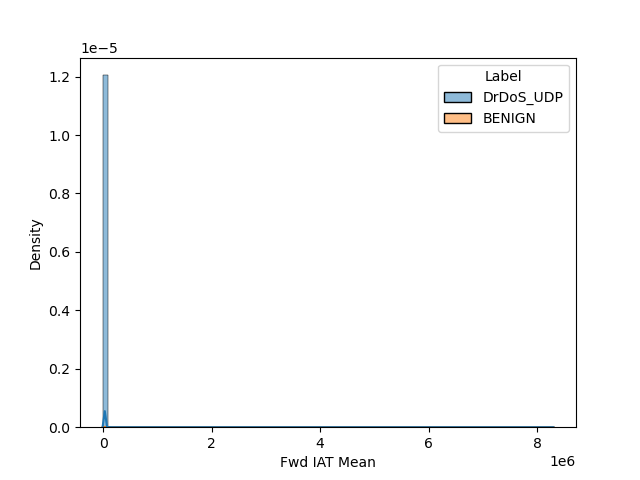 1e−5
Label
DrDoS_UDP
BENIGN
1.2
1.0
0.8
0.6
0.4
0.2
0.0
Density
0 2 4 6 8
1e6
Fwd IAT Mean